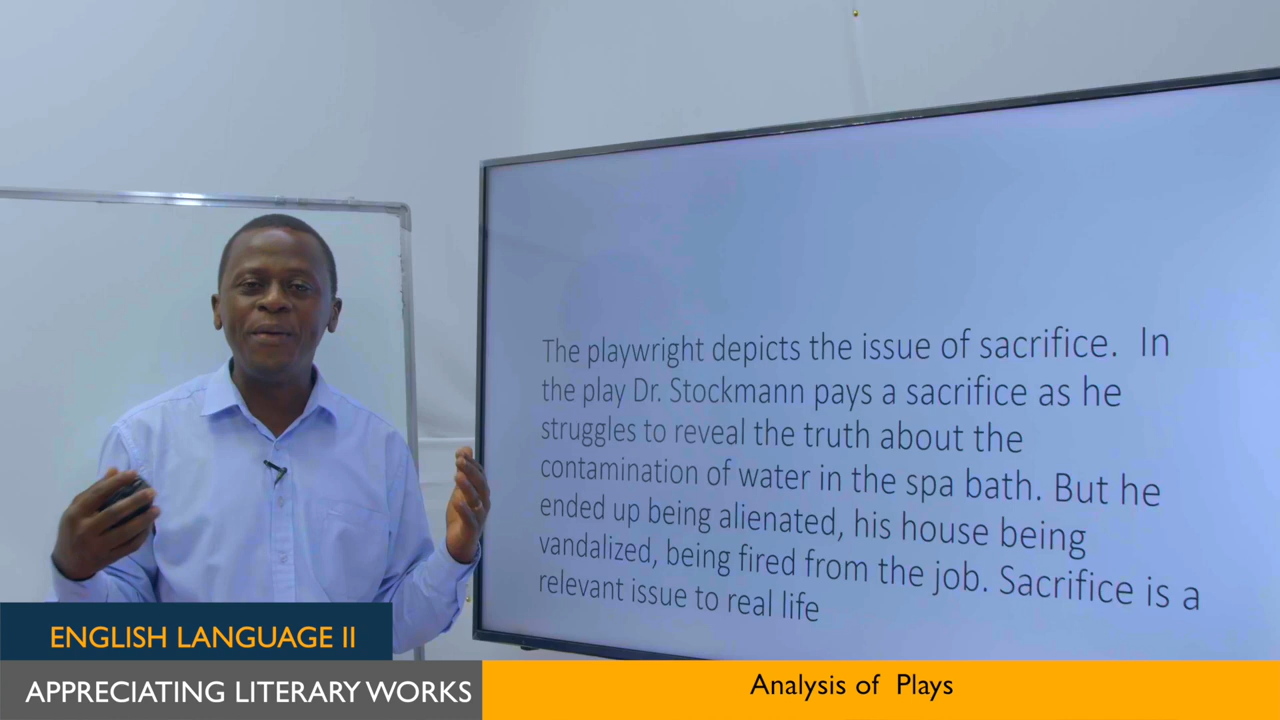 The playwright depicts the issue of sacrifice. In
the play Dr. Stockmann pays a sacrifice as he
struggles to reveal the truth about the
contamination of water in the spa bath. But he
ended up being alienated, his house being
vandalized, being fired from the job. Sacrifice is a
relevant issue to real life
ENGLISH LANGUAGE II
APPRECIATING LITERARY WORKS
Analysis of Plays